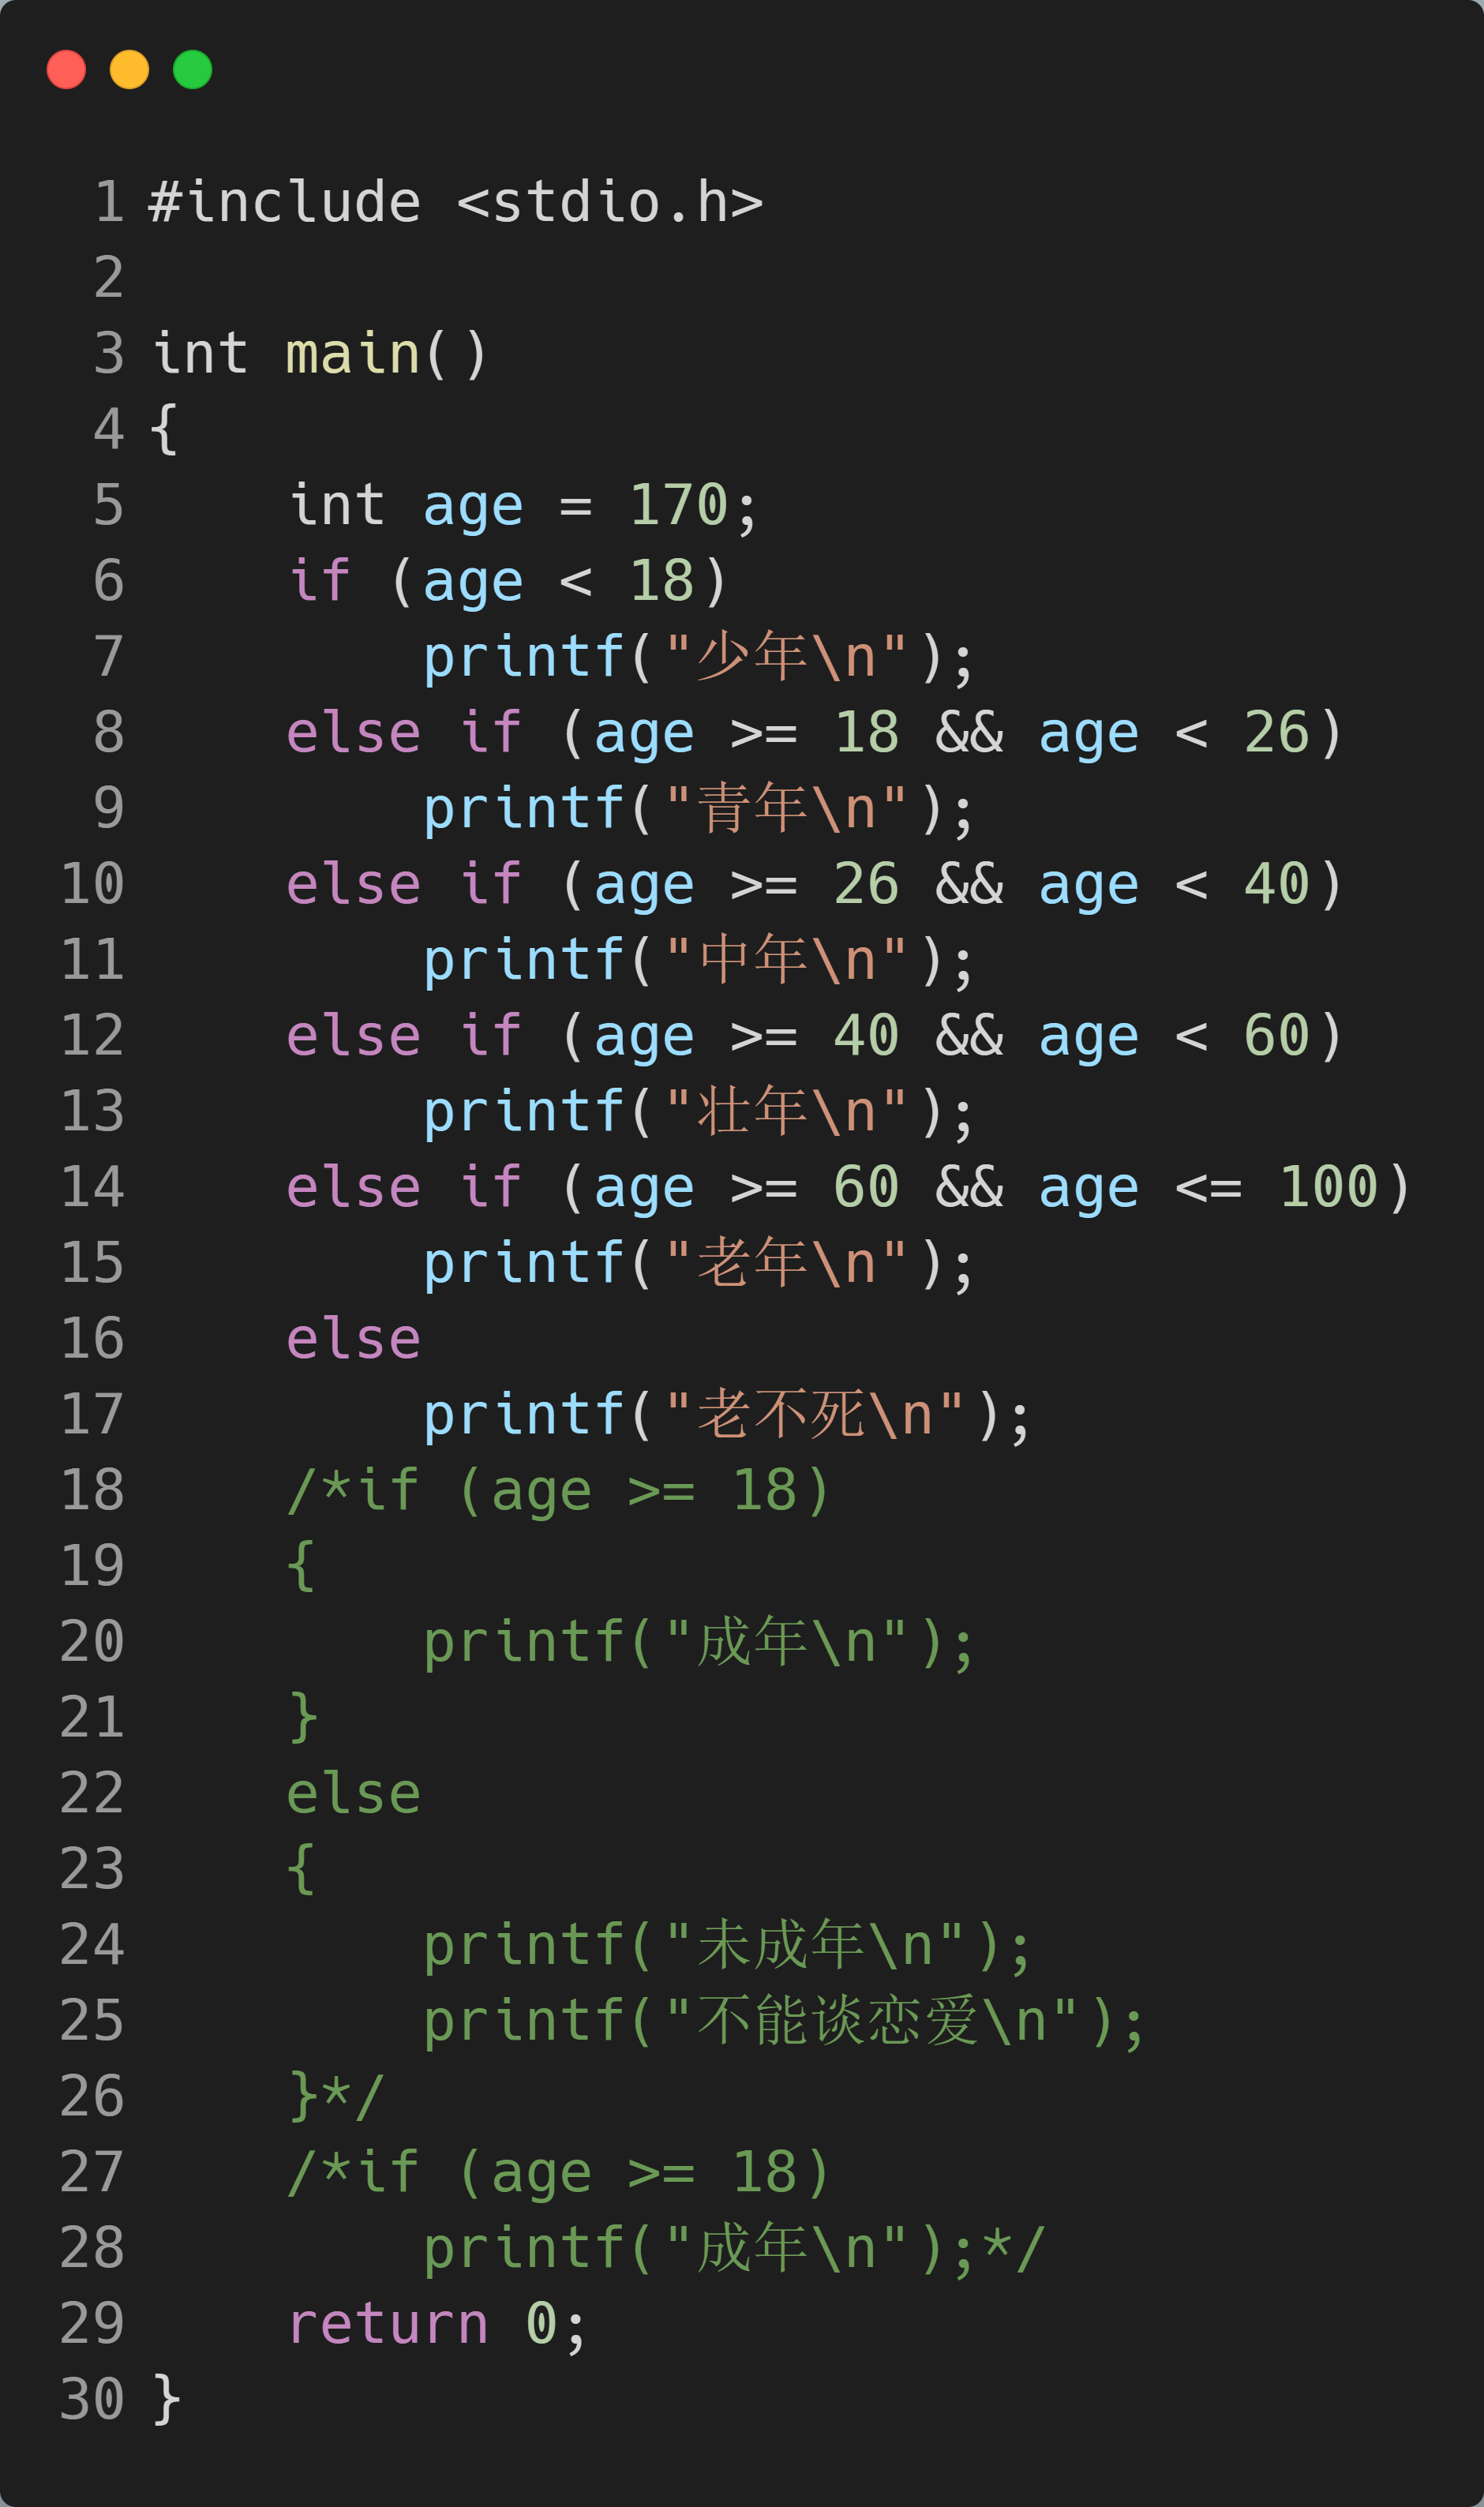 1 #include <stdio.h>
2
3 int main()
4 {
5     int age = 170;
6     if (age < 18)
7         printf("少年\n");
8     else if (age >= 18 && age < 26)
9         printf("青年\n");
10     else if (age >= 26 && age < 40)
11         printf("中年\n");
12     else if (age >= 40 && age < 60)
13         printf("壮年\n");
14     else if (age >= 60 && age <= 100)
15         printf("老年\n");
16     else
17         printf("老不死\n");
18     /*if (age >= 18)
19     {
20         printf("成年\n");
21     }
22     else
23     {
24         printf("未成年\n");
25         printf("不能谈恋爱\n");
26     }*/
27     /*if (age >= 18)
28         printf("成年\n");*/
29     return 0;
30 }